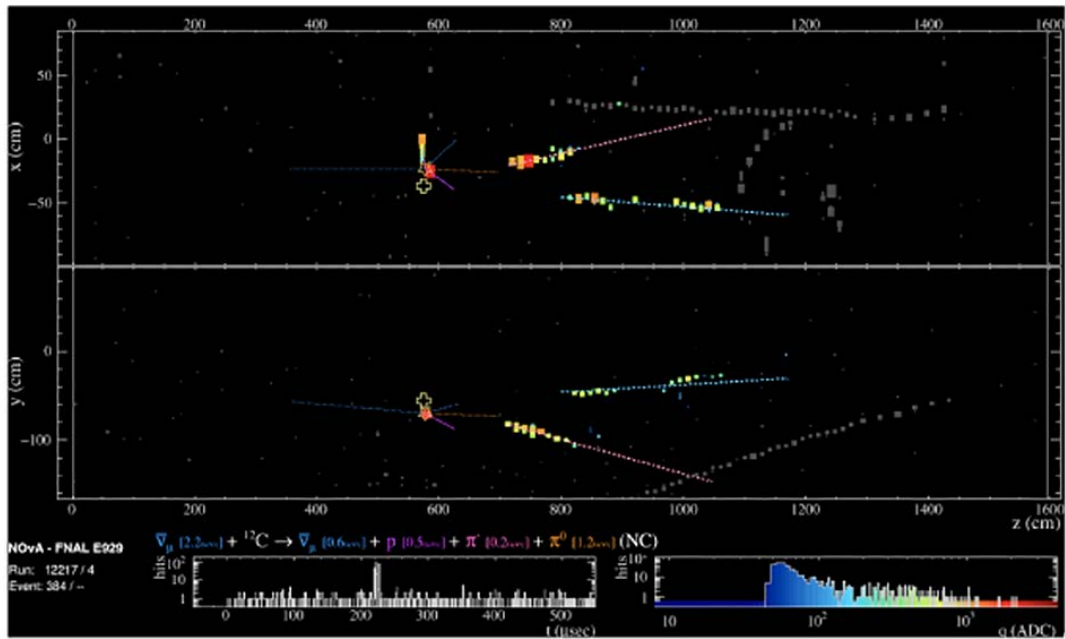 0 200 400 600 800 1000 1200 1400 1600
50
0
−50
x (cm)
0
−100
y (cm)
0 200 400 600 800 1000 1200 1400 1600
z (cm)
ν̅μ [2.2GeV] + ¹²C → ν̅μ [0.6GeV] + p [0.5GeV] + π⁻ [0.2GeV] + π⁰ [1.2GeV] (NC)
NOvA - FNAL E929
Run: 12217 / 4
Event: 384 / --
hits
10²
10
1
0 100 200 300 400 500
t (μsec)
hits
10
1
10 10² 10³
q (ADC)